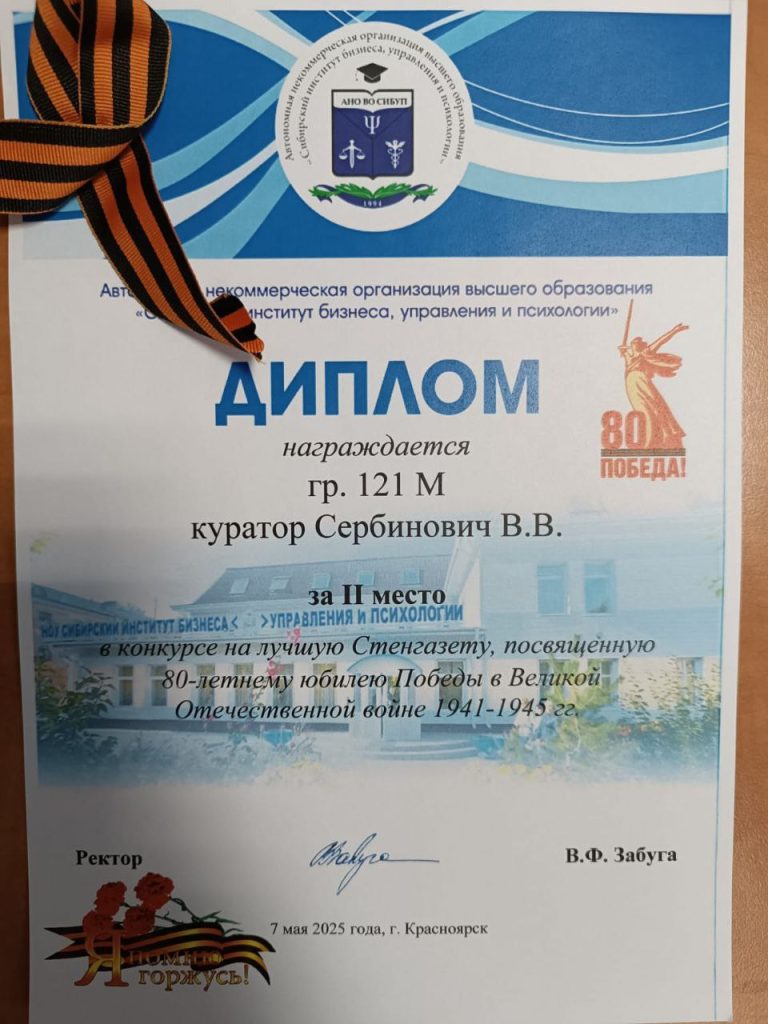 Автономная некоммерческая организация высшего образования
"Сибирский институт бизнеса, управления и психологии"
АНО ВО СИБУП
Ψ
1994
некоммерческая организация высшего образования
институт бизнеса, управления и психологии»
ДИПЛОМ
80
ПОБЕДА!
награждается
гр. 121 М
куратор Сербинович В.В.
за II место
НОУ СИБИРСКИЙ ИНСТИТУТ БИЗНЕСА УПРАВЛЕНИЯ И ПСИХОЛОГИИ
в конкурсе на лучшую Стенгазету, посвященную
80-летнему юбилею Победы в Великой
Отечественной войне 1941-1945 гг.
Ректор
В.Ф. Забуга
7 мая 2025 года, г. Красноярск
Я помню
горжусь!